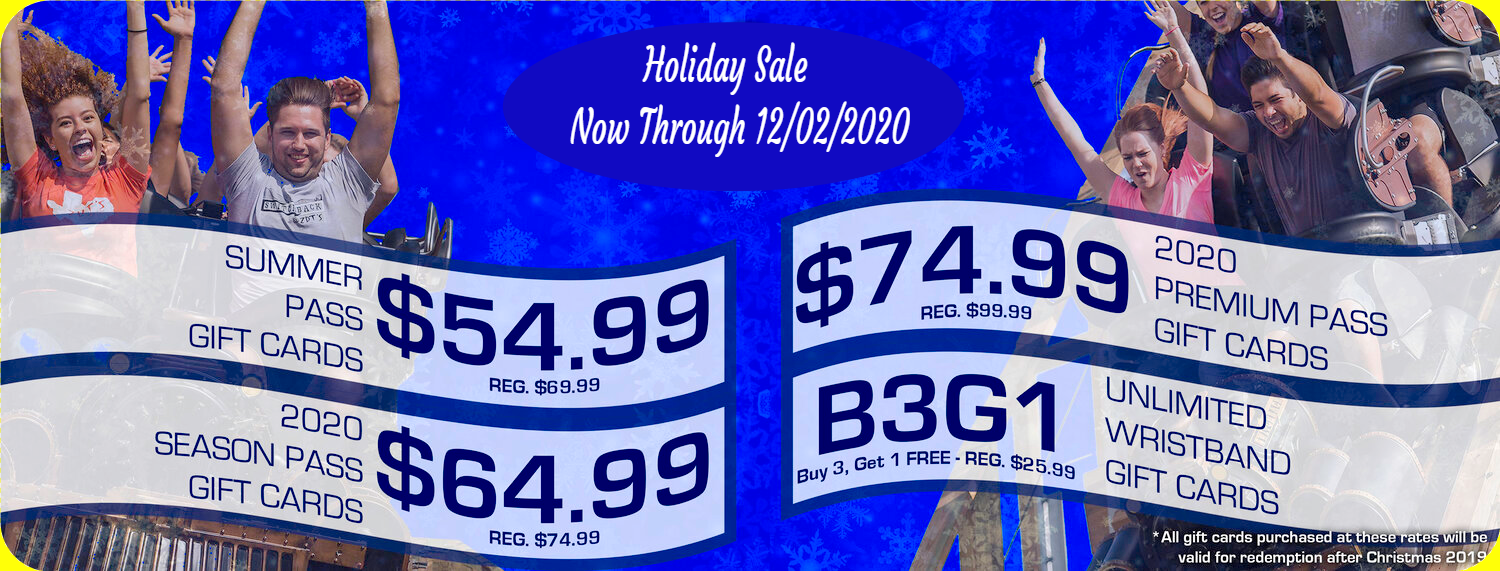 Holiday Sale
Now Through 12/02/2020
SUMMER
PASS
GIFT CARDS
$54.99
REG. $69.99
2020
SEASON PASS
GIFT CARDS
$64.99
REG. $74.99
$74.99
REG. $99.99
2020
PREMIUM PASS
GIFT CARDS
B3G1
Buy 3, Get 1 FREE - REG. $25.99
UNLIMITED
WRISTBAND
GIFT CARDS
*All gift cards purchased at these rates will be
valid for redemption after Christmas 2019